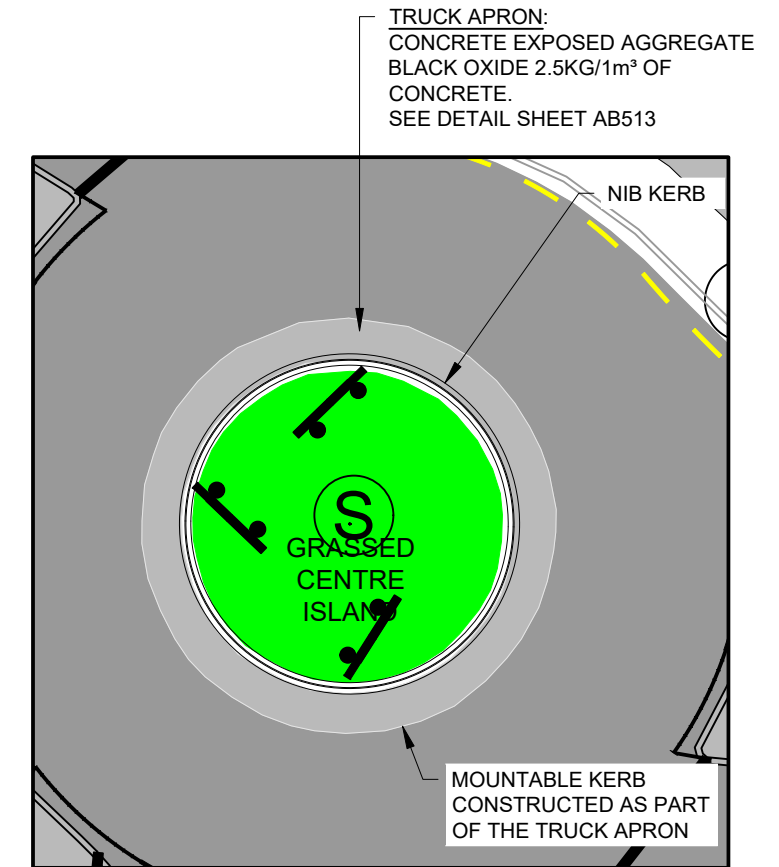 TRUCK APRON:
CONCRETE EXPOSED AGGREGATE
BLACK OXIDE 2.5KG/1m³ OF
CONCRETE.
SEE DETAIL SHEET AB513
NIB KERB
S
GRASSED
CENTRE
ISLAND
MOUNTABLE KERB
CONSTRUCTED AS PART
OF THE TRUCK APRON